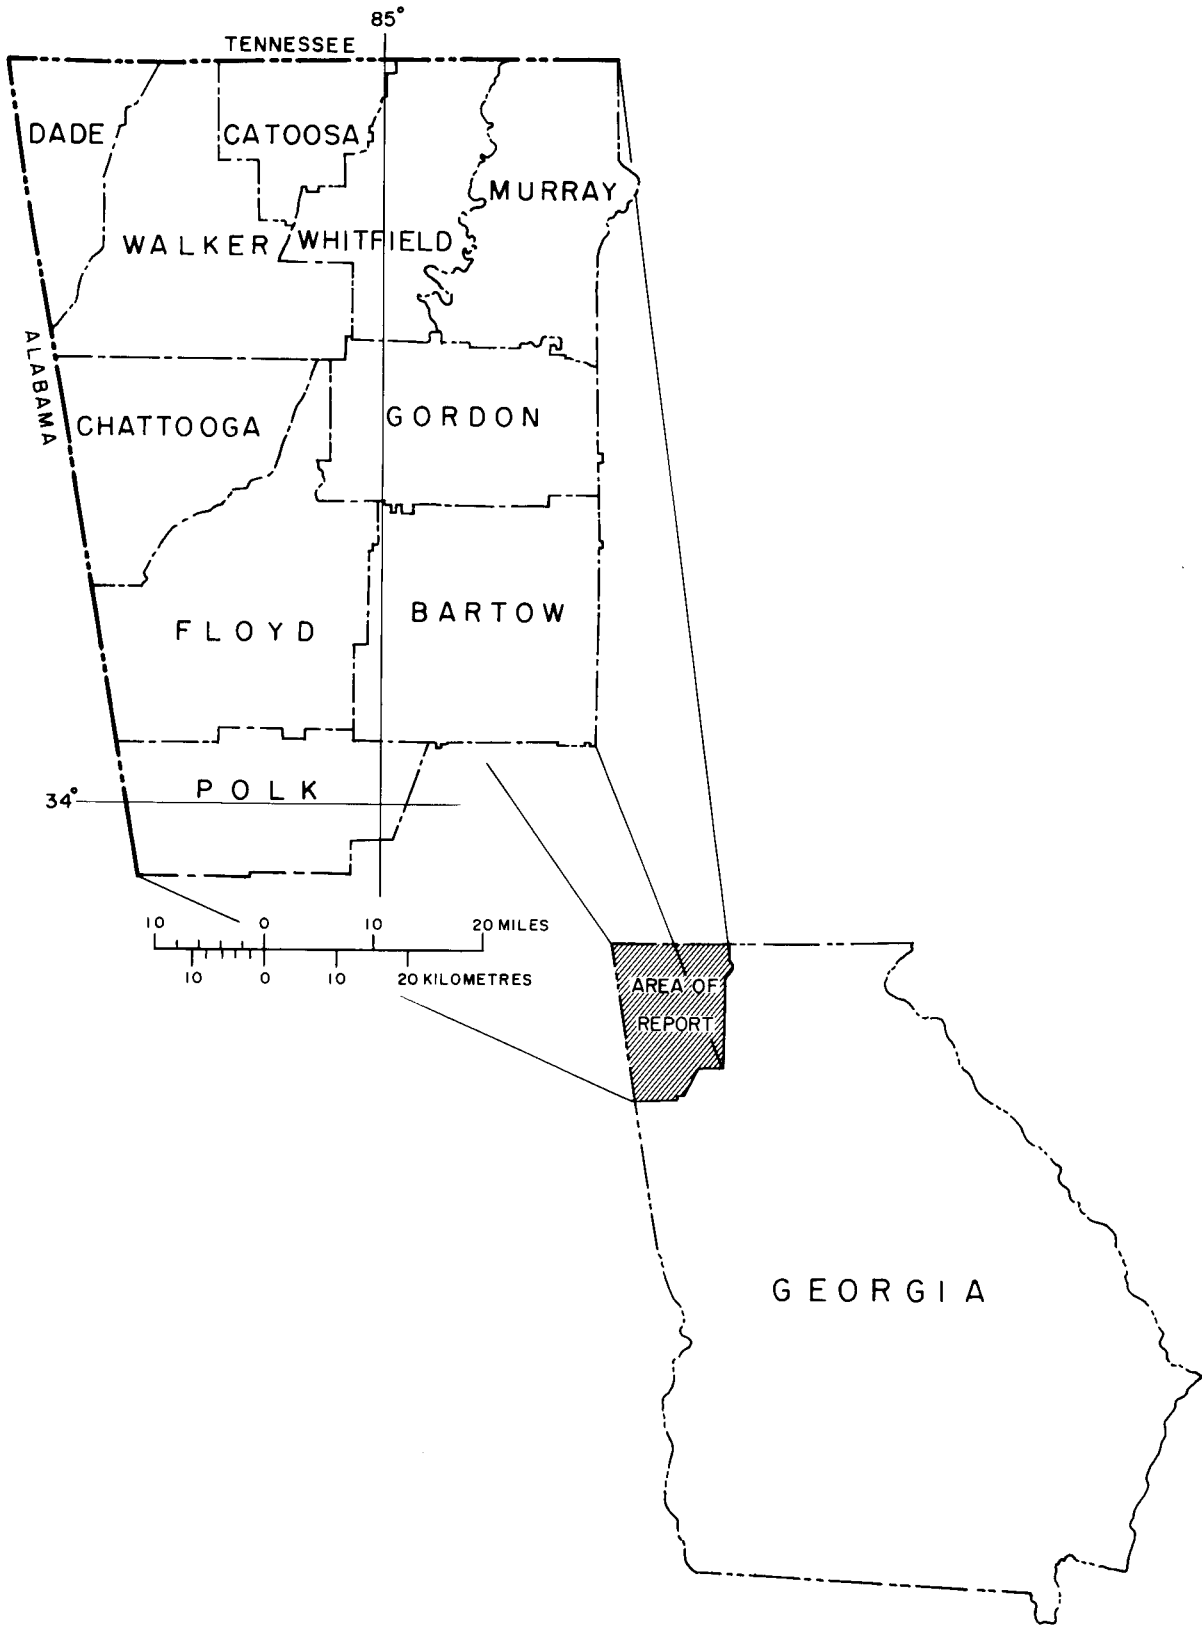 85°
TENNESSEE
DADE
CATOOSA
MURRAY
WALKER
WHITFIELD
ALABAMA
CHATTOOGA
GORDON
BARTOW
FLOYD
POLK
34°
10 0 10 20 MILES
10 0 10 20 KILOMETRES
AREA OF
REPORT
GEORGIA